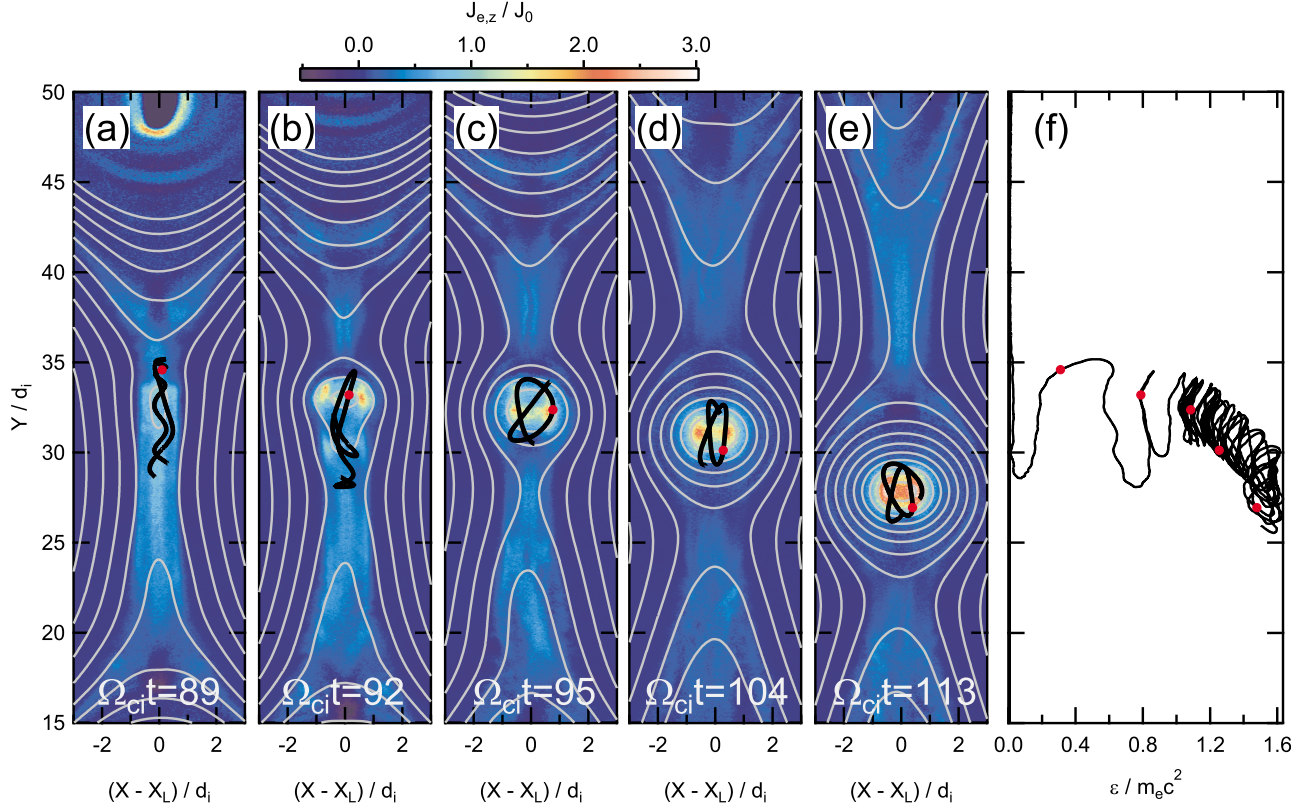 J_{e,z} / J_0
0.0 1.0 2.0 3.0
(a) (b) (c) (d) (e) (f)
50
45
40
35
30
25
20
15
Y / d_i
Ω_{ci}t=89 Ω_{ci}t=92 Ω_{ci}t=95 Ω_{ci}t=104 Ω_{ci}t=113
-2 0 2 -2 0 2 -2 0 2 -2 0 2 -2 0 2 0.0 0.4 0.8 1.2 1.6
(X - X_L) / d_i (X - X_L) / d_i (X - X_L) / d_i (X - X_L) / d_i (X - X_L) / d_i ε / m_ec^2